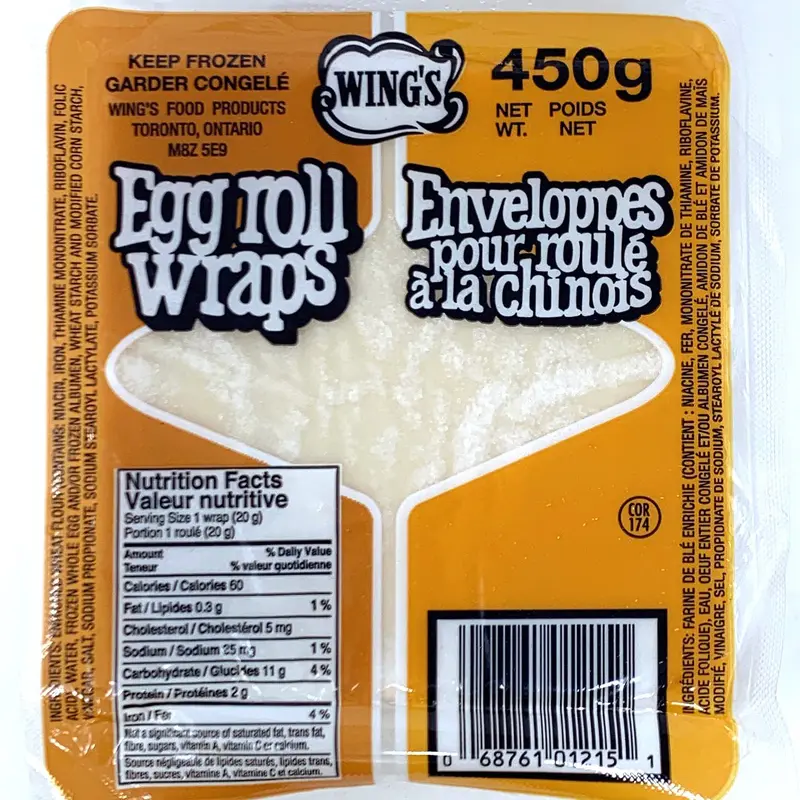 KEEP FROZEN
GARDER CONGELÉ
WING'S FOOD PRODUCTS
TORONTO, ONTARIO
M8Z 5E9
WING'S
450g
NET POIDS
WT. NET
Egg roll
wraps
Enveloppes
pour roulé
à la chinois
INGREDIENTS: WHEAT FLOUR NIACIN, IRON, THIAMINE MONONITRATE, RIBOFLAVIN, FOLIC
ACID, WATER, FROZEN WHOLE EGG AND/OR FROZEN ALBUMEN, WHEAT STARCH AND MODIFIED CORN STARCH,
VINEGAR, SALT, SODIUM PROPIONATE, SODIUM STEAROYL LACTYLATE, POTASSIUM SORBATE.
Nutrition Facts
Valeur nutritive
Serving Size 1 wrap (20 g)
Portion 1 roulé (20 g)
Amount % Daily Value
Teneur % valeur quotidienne
Calories / Calories 60
Fat / Lipides 0.3 g 1 %
Cholesterol / Cholestérol 5 mg
Sodium / Sodium 25 mg 1 %
Carbohydrate / Glucides 11 g 4 %
Protein / Protéines 2 g
Iron / Fer 4 %
Not a significant source of saturated fat, trans fat,
fibre, sugars, vitamin A, vitamin C or calcium.
Source négligeable de lipides saturés, lipides trans,
fibres, sucres, vitamine A, vitamine C et calcium.
COR
174
0 68761 01215 1
INGRÉDIENTS: FARINE DE BLÉ ENRICHIE (CONTIENT : NIACINE, FER, MONONITRATE DE THIAMINE, RIBOFLAVINE,
ACIDE FOLIQUE), EAU, OEUF ENTIER CONGELÉ ET/OU ALBUMEN CONGELÉ, AMIDON DE BLÉ ET AMIDON DE MAÏS
MODIFIÉ, VINAIGRE, SEL, PROPIONATE DE SODIUM, STEAROYL LACTYLÉ DE SODIUM, SORBATE DE POTASSIUM.